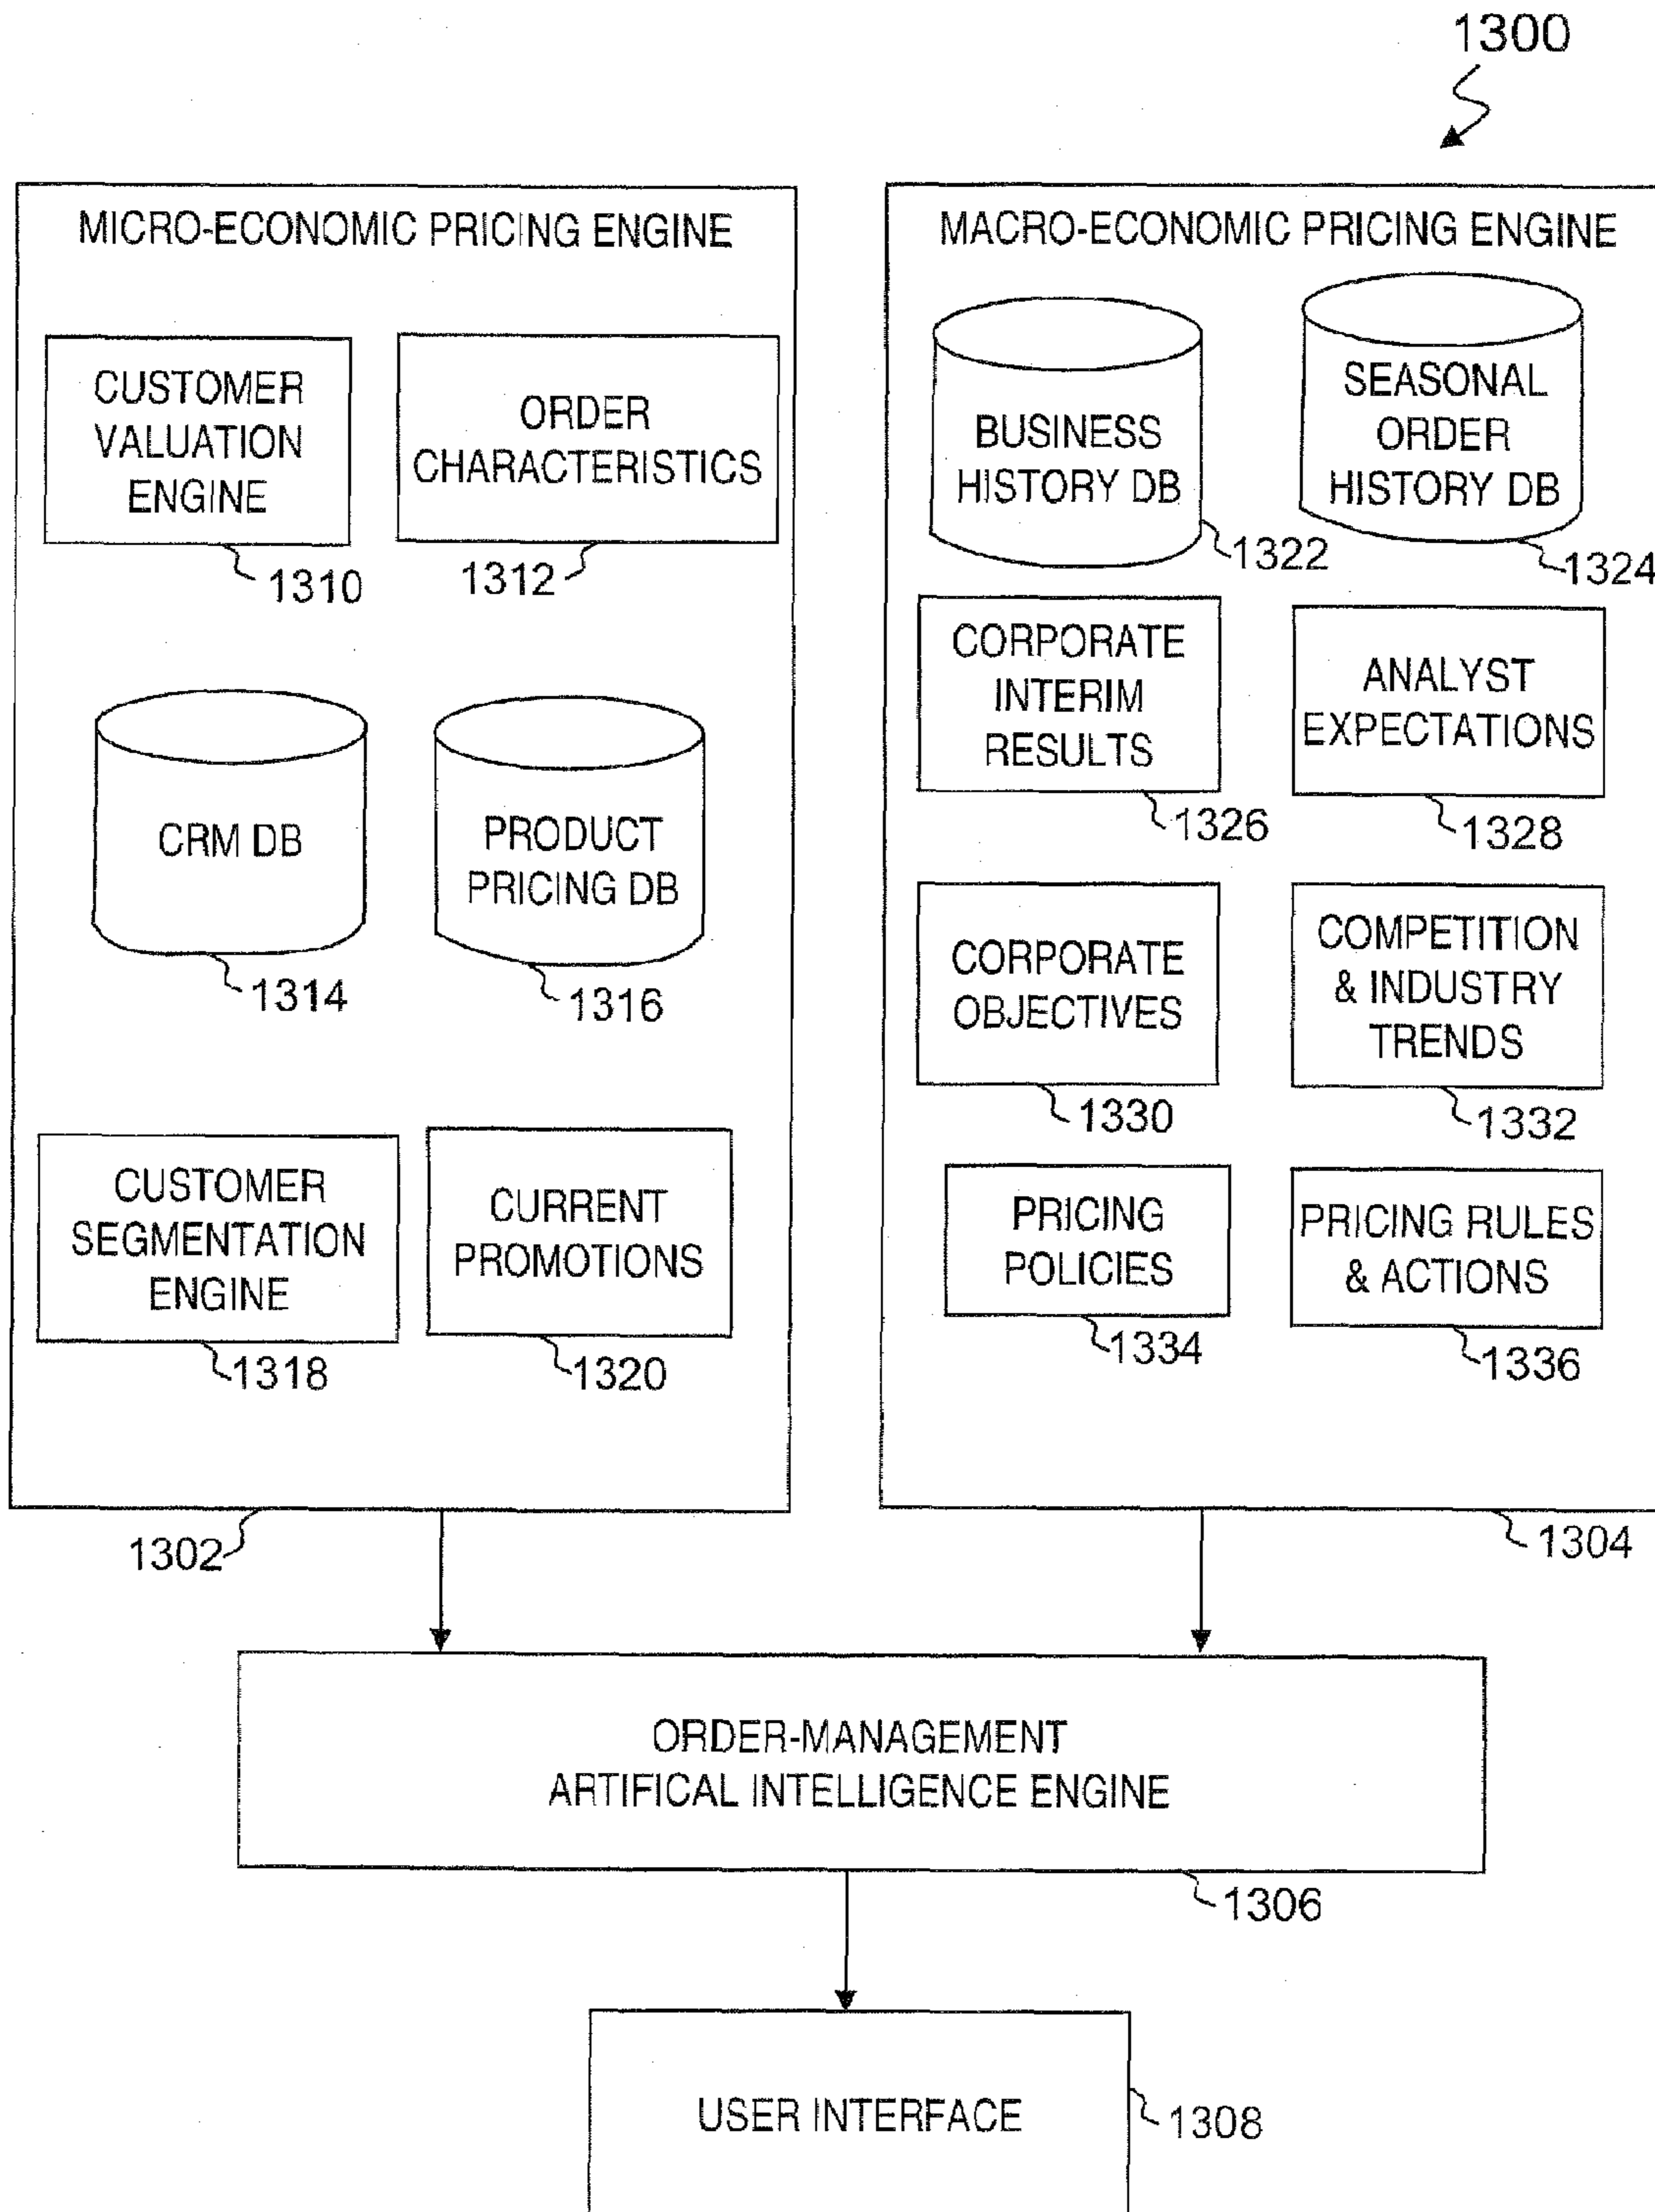 1300
MICRO-ECONOMIC PRICING ENGINE
CUSTOMER
VALUATION
ENGINE
1310
ORDER
CHARACTERISTICS
1312
CRM DB
1314
PRODUCT
PRICING DB
1316
CUSTOMER
SEGMENTATION
ENGINE
1318
CURRENT
PROMOTIONS
1320
1302
MACRO-ECONOMIC PRICING ENGINE
BUSINESS
HISTORY DB
1322
SEASONAL
ORDER
HISTORY DB
1324
CORPORATE
INTERIM
RESULTS
1326
ANALYST
EXPECTATIONS
1328
CORPORATE
OBJECTIVES
1330
COMPETITION
& INDUSTRY
TRENDS
1332
PRICING
POLICIES
1334
PRICING RULES
& ACTIONS
1336
1304
ORDER-MANAGEMENT
ARTIFICAL INTELLIGENCE ENGINE
1306
USER INTERFACE
1308